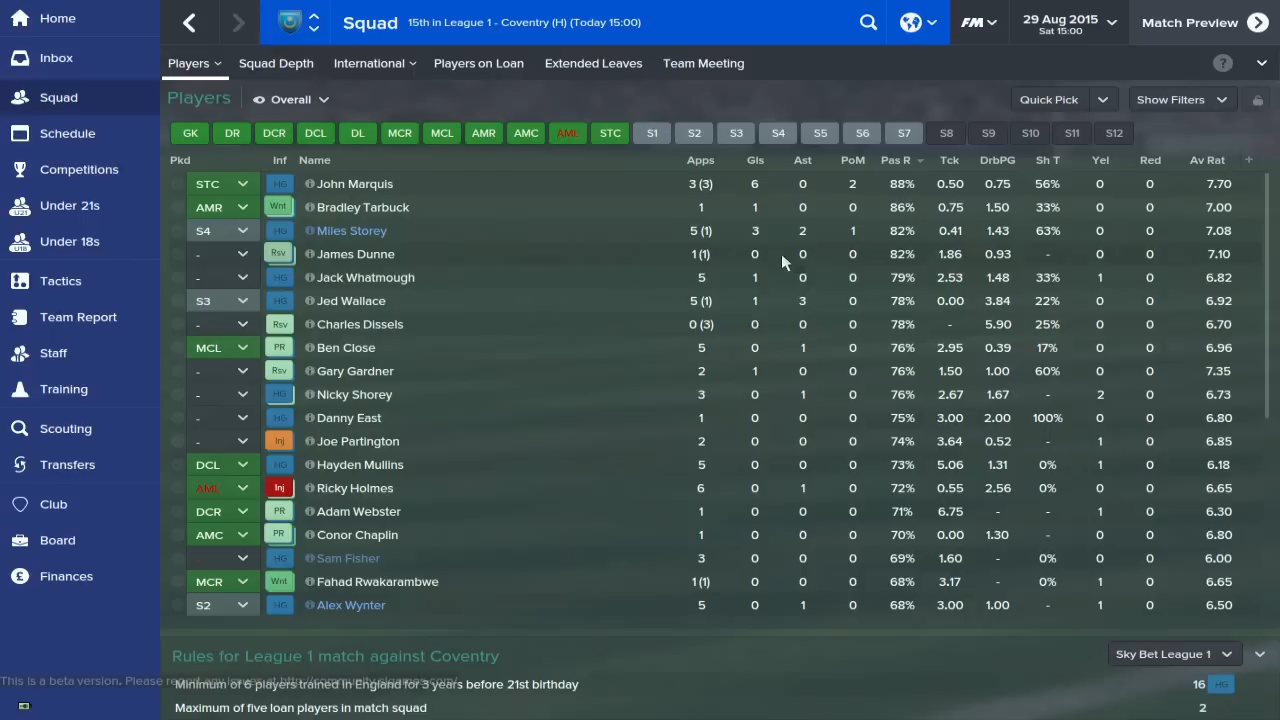 Home
Squad 15th in League 1 - Coventry (H) (Today 15:00) FM 29 Aug 2015 Sat 15:00 Match Preview
Inbox
Squad
Schedule
Competitions
Under 21s
Under 18s
Tactics
Team Report
Staff
Training
Scouting
Transfers
Club
Board
Finances
Players Squad Depth International Players on Loan Extended Leaves Team Meeting ?
Players Overall Quick Pick Show Filters
GK DR DCR DCL DL MCR MCL AMR AMC AML STC S1 S2 S3 S4 S5 S6 S7 S8 S9 S10 S11 S12
Pkd Inf Name Apps Gls Ast PoM Pas R Tck DrbPG Sh T Yel Red Av Rat +
STC HG John Marquis 3 (3) 6 0 2 88% 0.50 0.75 56% 0 0 7.70
AMR Wnt Bradley Tarbuck 1 1 0 0 86% 0.75 1.50 33% 0 0 7.00
S4 HG Miles Storey 5 (1) 3 2 1 82% 0.41 1.43 63% 0 0 7.08
- Rsv James Dunne 1 (1) 0 0 0 82% 1.86 0.93 - 0 0 7.10
- HG Jack Whatmough 5 1 0 0 79% 2.53 1.48 33% 1 0 6.82
S3 HG Jed Wallace 5 (1) 1 3 0 78% 0.00 3.84 22% 0 0 6.92
- Rsv Charles Dissels 0 (3) 0 0 0 78% - 5.90 25% 0 0 6.70
MCL PR Ben Close 5 0 1 0 76% 2.95 0.39 17% 0 0 6.96
- Rsv Gary Gardner 2 1 0 0 76% 1.50 1.00 60% 0 0 7.35
- HG Nicky Shorey 3 0 1 0 76% 2.67 1.67 - 2 0 6.73
- HG Danny East 1 0 0 0 75% 3.00 2.00 100% 0 0 6.80
- Inj Joe Partington 2 0 0 0 74% 3.64 0.52 - 1 0 6.85
DCL HG Hayden Mullins 5 0 0 0 73% 5.06 1.31 0% 1 0 6.18
AML Inj Ricky Holmes 6 0 1 0 72% 0.55 2.56 0% 0 0 6.65
DCR PR Adam Webster 1 0 0 0 71% 6.75 - - 1 0 6.30
AMC PR Conor Chaplin 1 0 0 0 70% 0.00 1.30 - 0 0 6.80
HG Sam Fisher 3 0 0 0 69% 1.60 - 0% 0 0 6.00
MCR Wnt Fahad Rwakarambwe 1 (1) 0 0 0 68% 3.17 - 0% 1 0 6.65
S2 HG Alex Wynter 5 0 1 0 68% 3.00 1.00 - 1 0 6.50
Rules for League 1 match against Coventry Sky Bet League 1
This is a beta version. Please report any issues at http://community.sigames.com/
Minimum of 6 players trained in England for 3 years before 21st birthday 16 HG
Maximum of five loan players in match squad 2